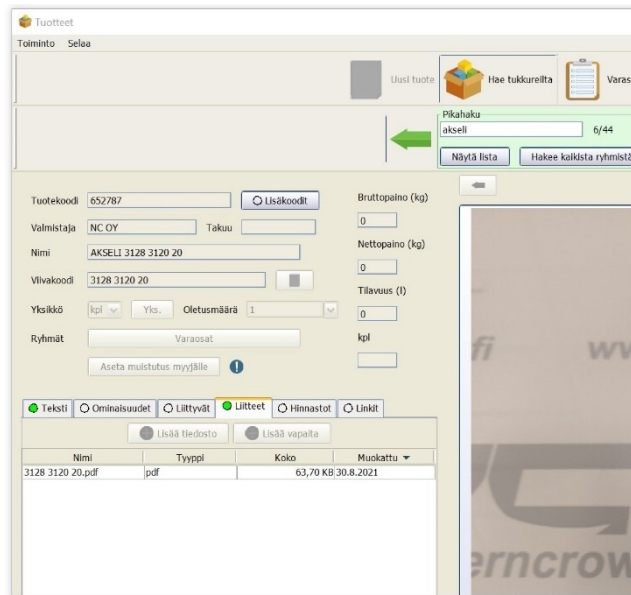 Tuotteet
Toiminto Selaa
Uusi tuote Hae tukkureilta Varas
Pikahaku
akseli 6/44
Näytä lista Hakee kaikista ryhmistä
Tuotekoodi 652787 Lisäkoodit Bruttopaino (kg)
0
Valmistaja NC OY Takuu
Nettopaino (kg)
Nimi AKSELI 3128 3120 20
0
Viivakoodi 3128 3120 20
Tilavuus (l)
Yksikkö kpl Yks. Oletusmäärä 1
0
Ryhmät Varaosat kpl
Aseta muistutus myyjälle
Teksti Ominaisuudet Liittyvät Liitteet Hinnastot Linkit
Lisää tiedosto Lisää vapaita
Nimi Tyyppi Koko Muokattu
3128 3120 20.pdf pdf 63,70 KB 30.8.2021
fi ww
erncrow